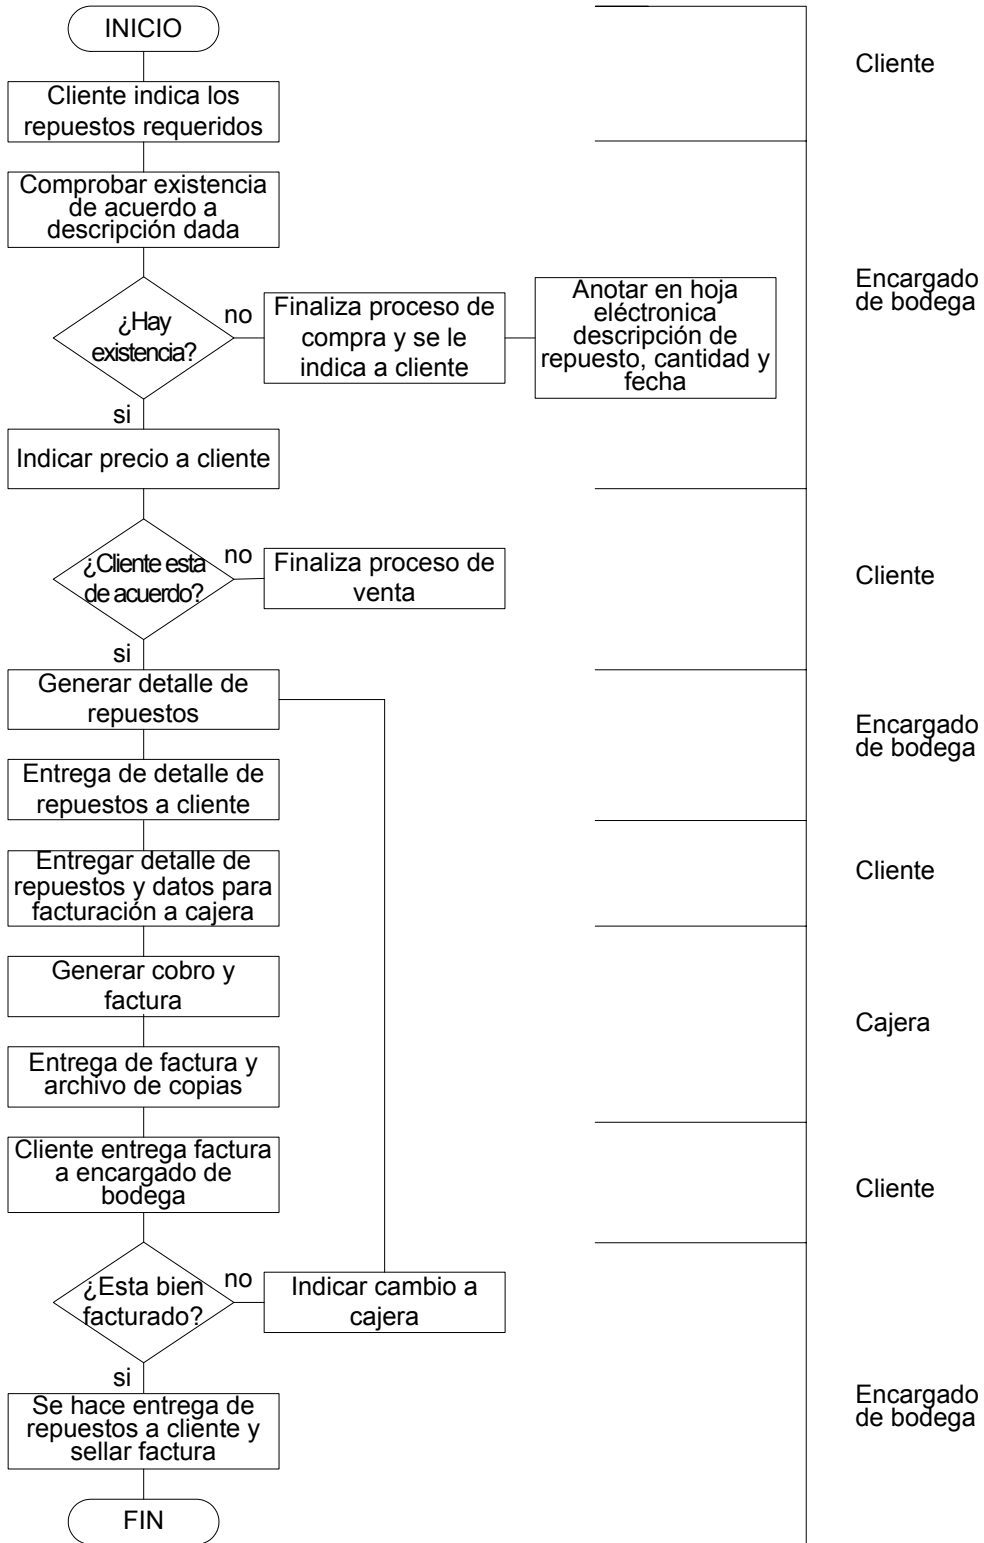 INICIO
Cliente
Cliente indica los
repuestos requeridos
Comprobar existencia
de acuerdo a
descripción dada
¿Hay
existencia?
no
Finaliza proceso de
compra y se le
indica a cliente
Anotar en hoja
eléctronica
descripción de
repuesto, cantidad y
fecha
Encargado
de bodega
si
Indicar precio a cliente
¿Cliente esta
de acuerdo?
no
Finaliza proceso de
venta
Cliente
si
Generar detalle de
repuestos
Encargado
de bodega
Entrega de detalle de
repuestos a cliente
Entregar detalle de
repuestos y datos para
facturación a cajera
Cliente
Generar cobro y
factura
Cajera
Entrega de factura y
archivo de copias
Cliente entrega factura
a encargado de
bodega
Cliente
¿Esta bien
facturado?
no
Indicar cambio a
cajera
si
Se hace entrega de
repuestos a cliente y
sellar factura
Encargado
de bodega
FIN